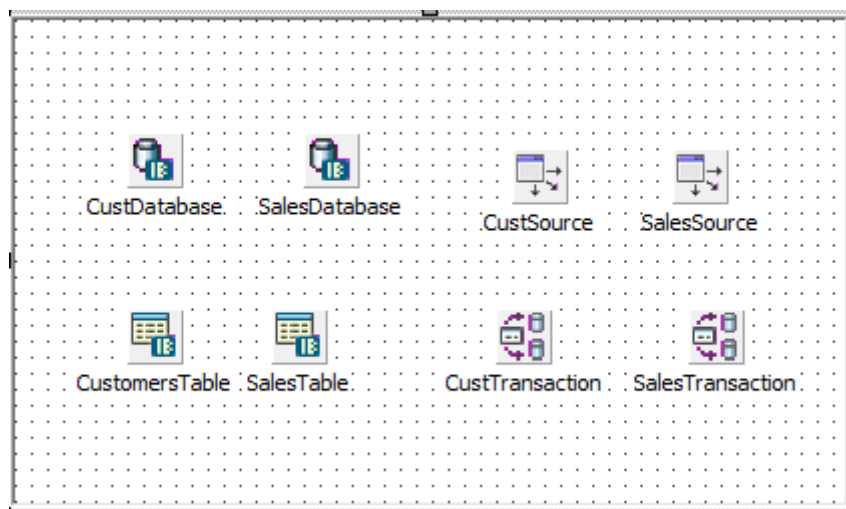 CustDatabase
SalesDatabase
CustSource
SalesSource
CustomersTable
SalesTable
CustTransaction
SalesTransaction